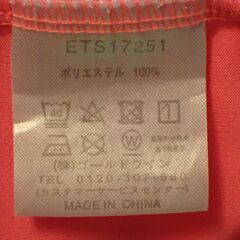 ETS17251
ポリエステル 100%
40
(株)ゴールドウイン
TEL 0120-307-560
(カスタマーサービスセンター)
MADE IN CHINA